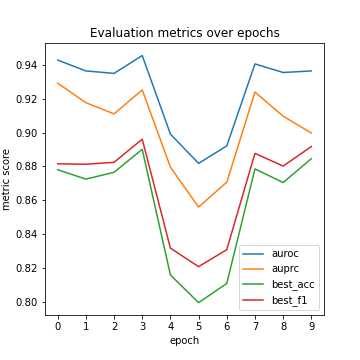 Evaluation metrics over epochs
metric score
0.94
0.92
0.90
0.88
0.86
0.84
0.82
0.80
auroc
auprc
best_acc
best_f1
0 1 2 3 4 5 6 7 8 9
epoch